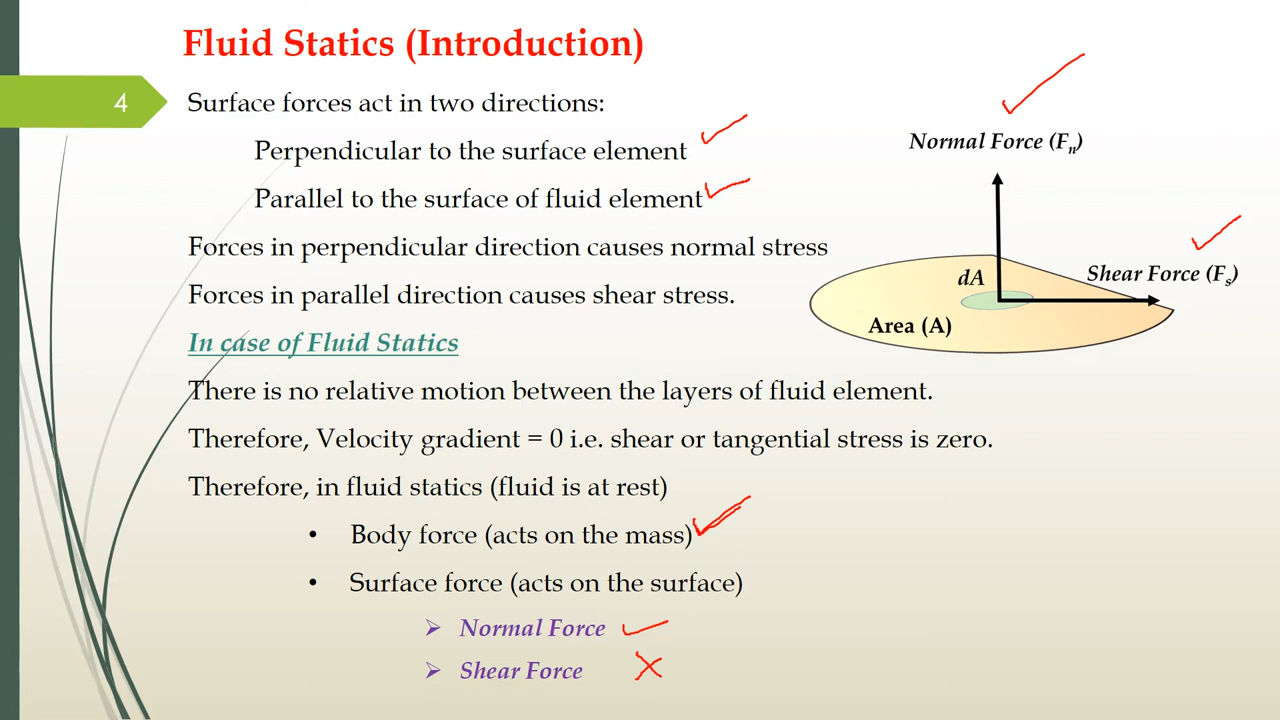 Fluid Statics (Introduction)
4
Surface forces act in two directions:
Perpendicular to the surface element
Parallel to the surface of fluid element
Forces in perpendicular direction causes normal stress
Forces in parallel direction causes shear stress.
Normal Force (Fn)
Shear Force (Fs)
dA
Area (A)
In case of Fluid Statics
There is no relative motion between the layers of fluid element.
Therefore, Velocity gradient = 0 i.e. shear or tangential stress is zero.
Therefore, in fluid statics (fluid is at rest)
• Body force (acts on the mass)
• Surface force (acts on the surface)
➢ Normal Force
➢ Shear Force